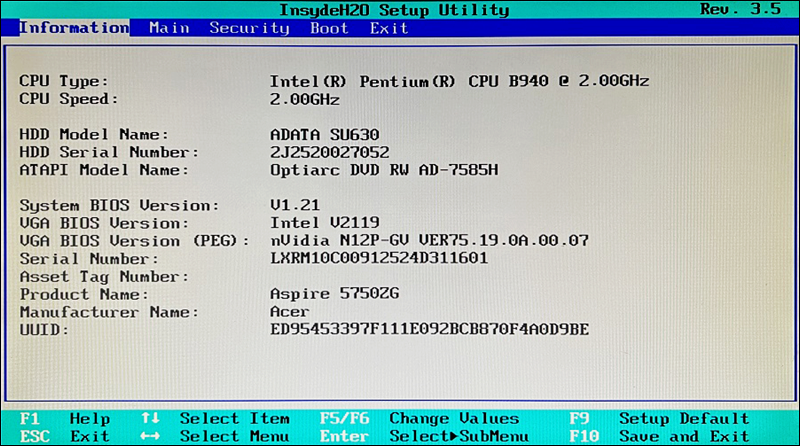 InsydeH20 Setup Utility Rev. 3.5
Information Main Security Boot Exit
CPU Type: Intel(R) Pentium(R) CPU B940 @ 2.00GHz
CPU Speed: 2.00GHz
HDD Model Name: ADATA SU630
HDD Serial Number: 2J2520027052
ATAPI Model Name: Optiarc DVD RW AD-7585H
System BIOS Version: V1.21
VGA BIOS Version: Intel V2119
VGA BIOS Version (PEG): nVidia N12P-GV VER75.19.0A.00.07
Serial Number: LXRM10C00912524D311601
Asset Tag Number:
Product Name: Aspire 5750ZG
Manufacturer Name: Acer
UUID: ED95453397F111E092BCB870F4A0D9BE
F1 Help ↑↓ Select Item F5/F6 Change Values F9 Setup Default
ESC Exit ↔ Select Menu Enter Select▶SubMenu F10 Save and Exit